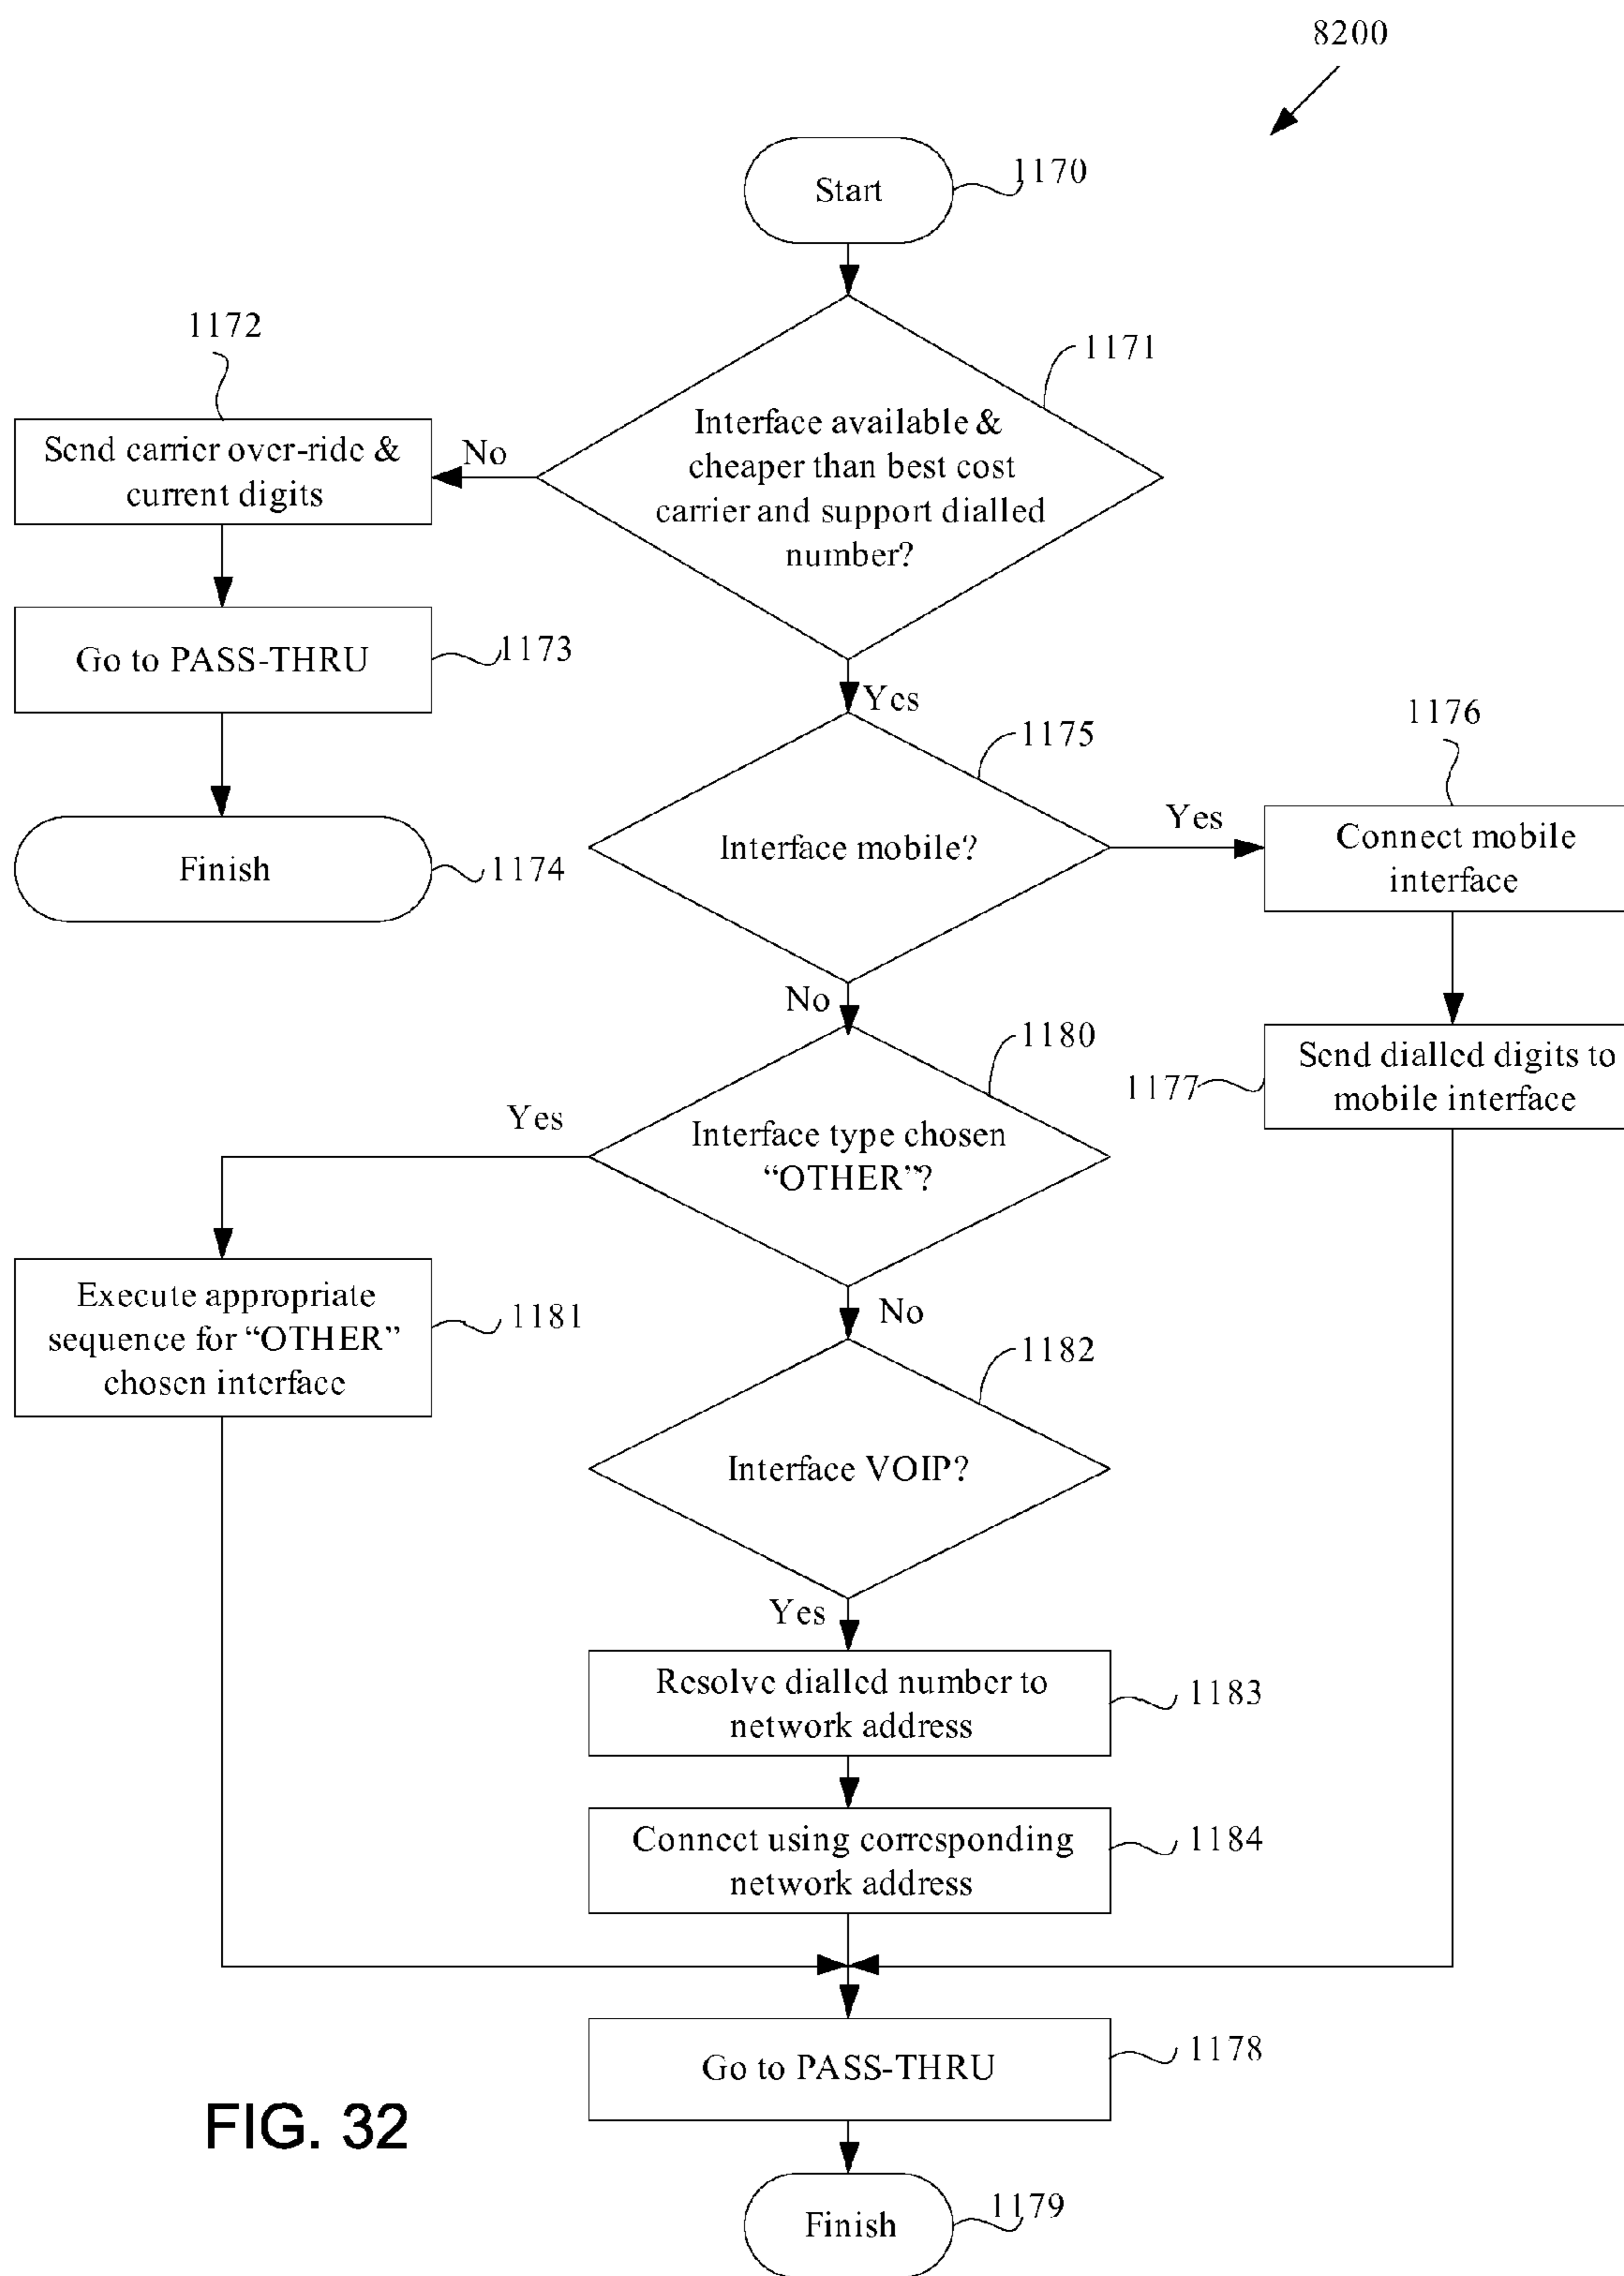 8200
Start
1170
1171
Interface available &
cheaper than best cost
carrier and support dialled
number?
No
1172
Send carrier over-ride &
current digits
Go to PASS-THRU
1173
Finish
1174
Yes
1175
Interface mobile?
Yes
1176
Connect mobile
interface
1177
Send dialled digits to
mobile interface
No
1180
Interface type chosen
“OTHER”?
Yes
Execute appropriate
sequence for “OTHER”
chosen interface
1181
No
1182
Interface VOIP?
Yes
Resolve dialled number to
network address
1183
Connect using corresponding
network address
1184
Go to PASS-THRU
1178
Finish
1179
FIG. 32